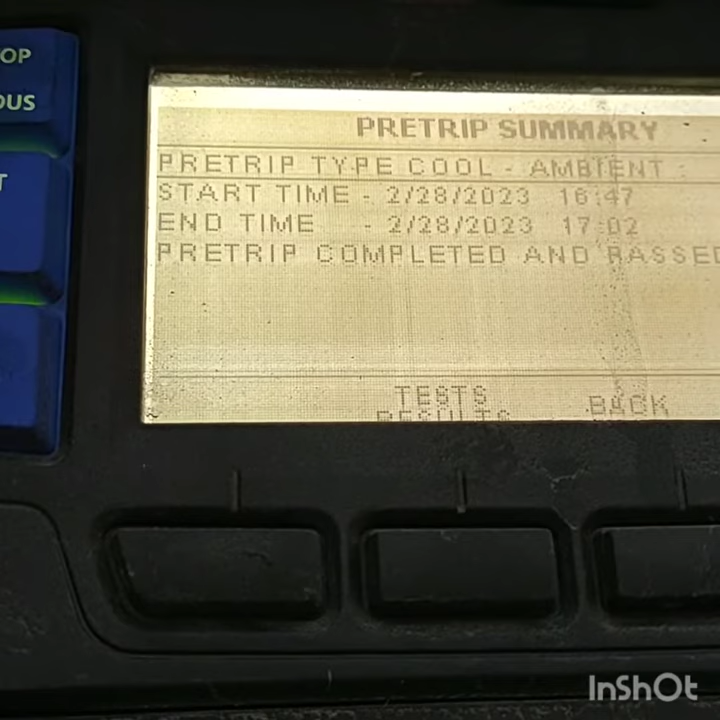 OP
OUS
T
PRETRIP SUMMARY
PRETRIP TYPE COOL - AMBIENT :
START TIME - 2/28/2023 16:47
END TIME - 2/28/2023 17:02
PRETRIP COMPLETED AND PASSED
TESTS
RESULTS
BACK
InShOt